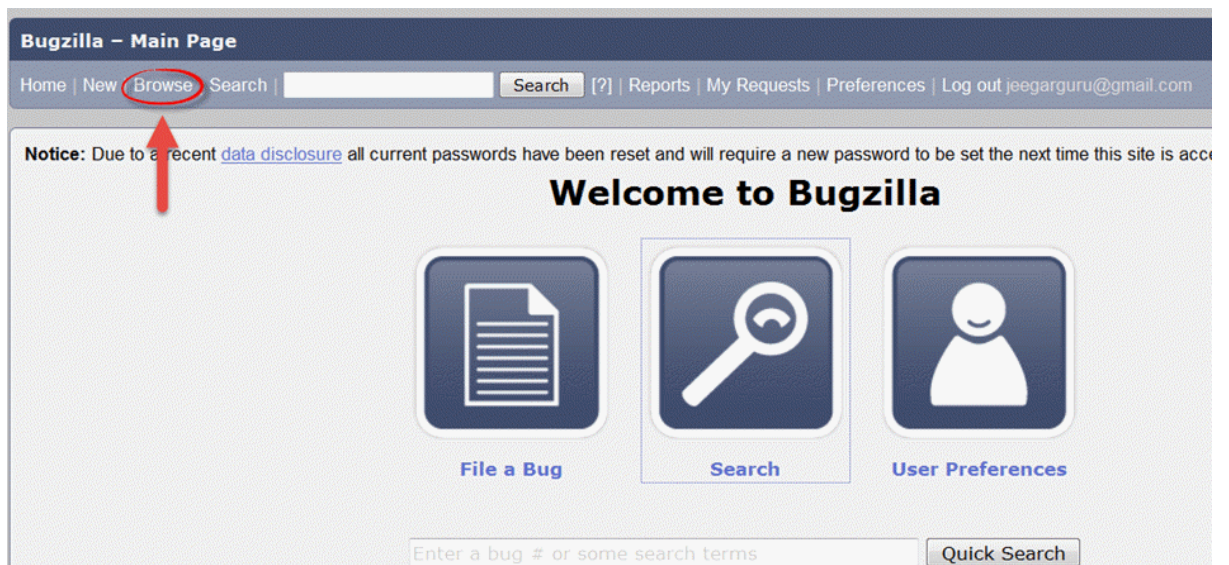 Bugzilla – Main Page
Home | New | Browse | Search | Search [?] | Reports | My Requests | Preferences | Log out jeegarguru@gmail.com
Notice: Due to a recent data disclosure all current passwords have been reset and will require a new password to be set the next time this site is acce
Welcome to Bugzilla
File a Bug Search User Preferences
Enter a bug # or some search terms Quick Search